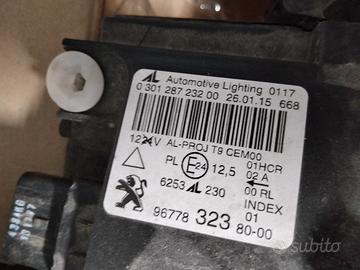 AL Automotive Lighting 0117
0 301 287 232 00 26.01.15 668
12V AL-PROJ T9 CEM00
PL E24 12,5 01HCR
02 A
6253 AL 230 00 RL
INDEX
96778 323 80-00 01
subito